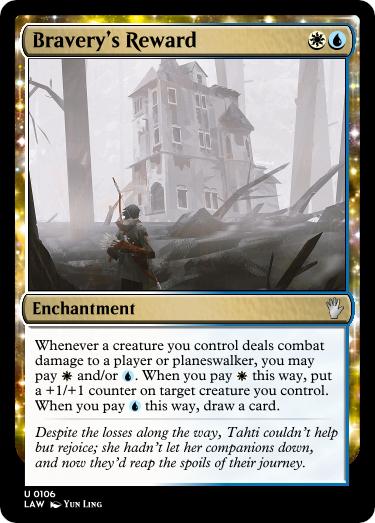 Bravery's Reward
Enchantment
Whenever a creature you control deals combat
damage to a player or planeswalker, you may
pay and/or . When you pay this way, put
a +1/+1 counter on target creature you control.
When you pay this way, draw a card.
Despite the losses along the way, Tahti couldn't help
but rejoice; she hadn't let her companions down,
and now they'd reap the spoils of their journey.
U 0106
LAW Yun Ling